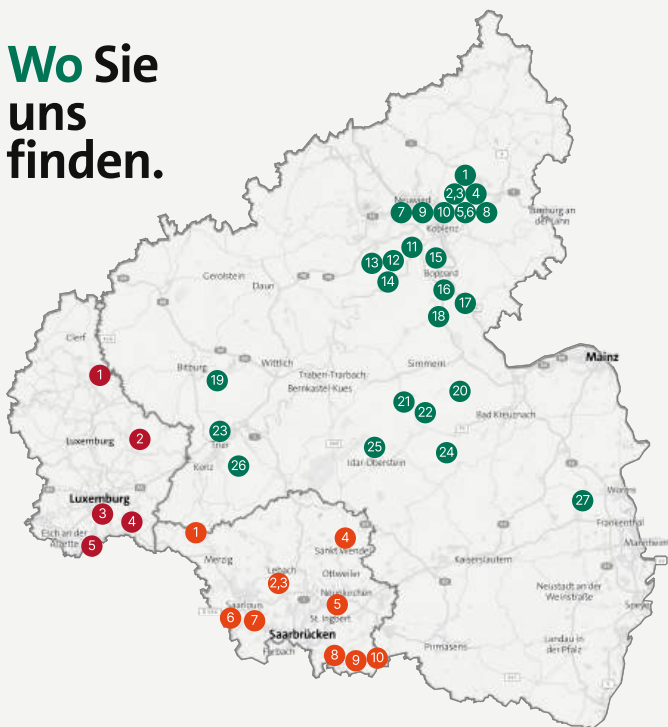 Wo Sie
uns
finden.
1
2,3 4
Neuwied
7 9 10 5,6 8
Koblenz
11
15
13 12
Boppard
14
Gerolstein
Daun
16
17
18
Clerf
Mainz
Bitburg
Wittlich
Simmern
1
19
Traben-Trarbach
Bernkastel-Kues
20
21
22
Bad Kreuznach
23
Luxemburg
2
Trier
25
24
Konz
26
Idar-Oberstein
Worms
Luxemburg
27
3
4
Frankenthal
Esch an der
Alzette
5
1
4
Mannheim
Sankt Wendel
Merzig
Kaiserslautern
Lebach
Ottweiler
2,3
Neustadt an der
Weinstraße
Neunkirchen
Saarlouis
5
Speye
6 7
St. Ingbert
Saarbrücken
Landau in
der Pfalz
Pirmasens
Forbach
8 9 10